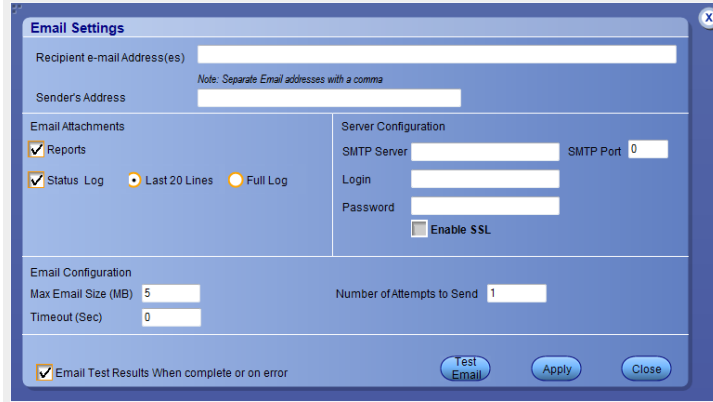 X
Email Settings
Recipient e-mail Address(es)
Note: Separate Email addresses with a comma
Sender's Address
Email Attachments
Reports
Status Log Last 20 Lines Full Log
Server Configuration
SMTP Server SMTP Port 0
Login
Password
Enable SSL
Email Configuration
Max Email Size (MB) 5 Number of Attempts to Send 1
Timeout (Sec) 0
Email Test Results When complete or on error
Test
Email
Apply
Close